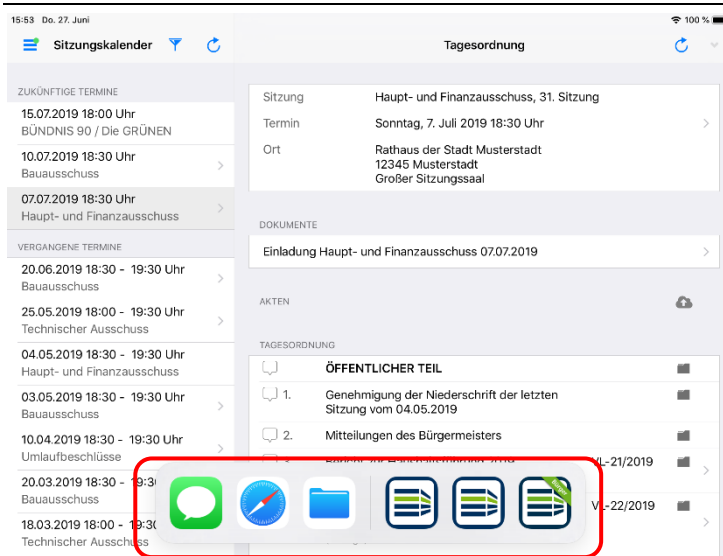 15:53 Do. 27. Juni
100 %
Sitzungskalender
Tagesordnung
ZUKÜNFTIGE TERMINE
15.07.2019 18:00 Uhr
BÜNDNIS 90 / Die GRÜNEN
10.07.2019 18:30 Uhr
Bauausschuss
07.07.2019 18:30 Uhr
Haupt- und Finanzausschuss
VERGANGENE TERMINE
20.06.2019 18:30 - 19:30 Uhr
Bauausschuss
25.05.2019 18:00 - 19:30 Uhr
Technischer Ausschuss
04.05.2019 18:30 - 19:30 Uhr
Haupt- und Finanzausschuss
03.05.2019 18:30 - 19:30 Uhr
Bauausschuss
10.04.2019 18:30 - 19:30 Uhr
Umlaufbeschlüsse
20.03.2019 18:30 - 19:30
Bauausschuss
18.03.2019 18:00 - 19:30
Technischer Ausschuss
Sitzung Haupt- und Finanzausschuss, 31. Sitzung
Termin Sonntag, 7. Juli 2019 18:30 Uhr
Ort Rathaus der Stadt Musterstadt
12345 Musterstadt
Großer Sitzungssaal
DOKUMENTE
Einladung Haupt- und Finanzausschuss 07.07.2019
AKTEN
TAGESORDNUNG
ÖFFENTLICHER TEIL
1. Genehmigung der Niederschrift der letzten
Sitzung vom 04.05.2019
2. Mitteilungen des Bürgermeisters
VL-21/2019
VL-22/2019
Bürger